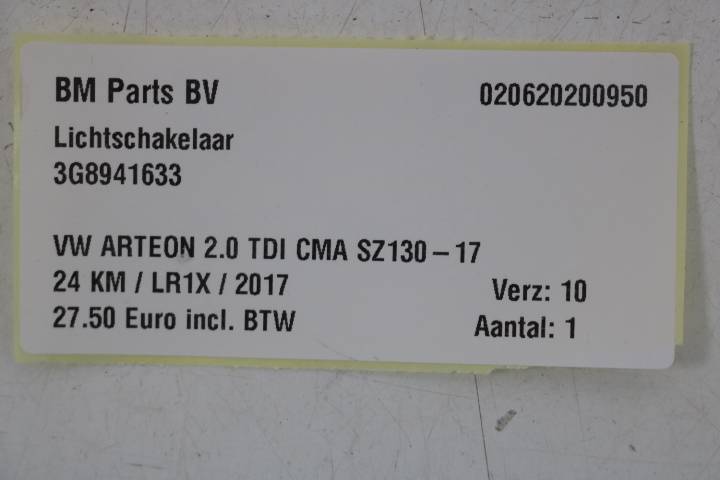 BM Parts BV 020620200950
Lichtschakelaar
3G8941633
VW ARTEON 2.0 TDI CMA SZ130-17
24 KM / LR1X / 2017 Verz: 10
27.50 Euro incl. BTW Aantal: 1